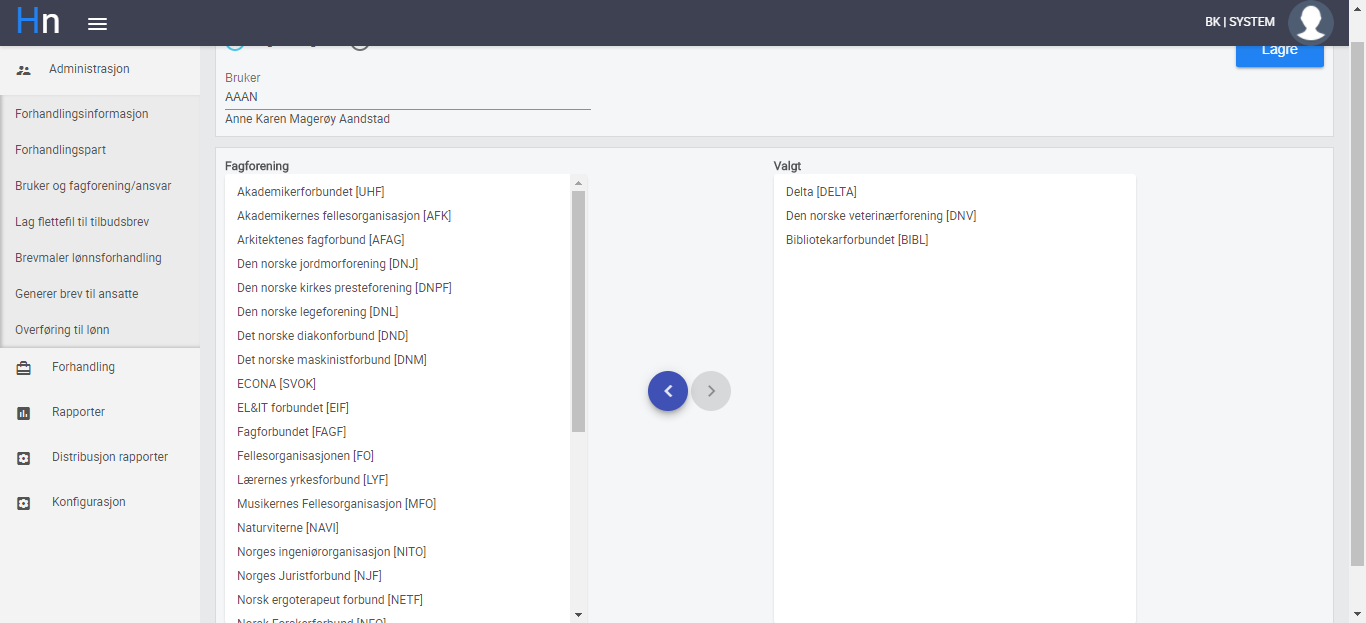 Hn
BK | SYSTEM
Lagre
Administrasjon
Forhandlingsinformasjon
Forhandlingspart
Bruker og fagforening/ansvar
Lag flettefil til tilbudsbrev
Brevmaler lønnsforhandling
Generer brev til ansatte
Overføring til lønn
Forhandling
Rapporter
Distribusjon rapporter
Konfigurasjon
Bruker
AAAN
Anne Karen Magerøy Aandstad
Fagforening
Akademikerforbundet [UHF]
Akademikernes fellesorganisasjon [AFK]
Arkitektenes fagforbund [AFAG]
Den norske jordmorforening [DNJ]
Den norske kirkes presteforening [DNPF]
Den norske legeforening [DNL]
Det norske diakonforbund [DND]
Det norske maskinistforbund [DNM]
ECONA [SVOK]
EL&IT forbundet [EIF]
Fagforbundet [FAGF]
Fellesorganisasjonen [FO]
Lærernes yrkesforbund [LYF]
Musikernes Fellesorganisasjon [MFO]
Naturviterne [NAVI]
Norges ingeniørorganisasjon [NITO]
Norges Juristforbund [NJF]
Norsk ergoterapeut forbund [NETF]
Norsk Forskerforbund [NFO]
Valgt
Delta [DELTA]
Den norske veterinærforening [DNV]
Bibliotekarforbundet [BIBL]